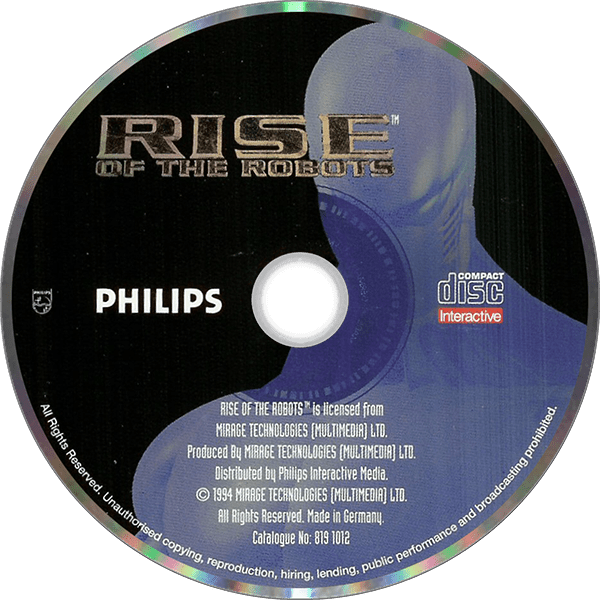 RISE™
OF THE ROBOTS
PHILIPS
PHILIPS
COMPACT
disc
Interactive
RISE OF THE ROBOTS™ is licensed from
MIRAGE TECHNOLOGIES (MULTIMEDIA) LTD.
Produced By MIRAGE TECHNOLOGIES (MULTIMEDIA) LTD.
Distributed by Philips Interactive Media.
© 1994 MIRAGE TECHNOLOGIES (MULTIMEDIA) LTD.
All Rights Reserved. Made in Germany.
Catalogue No: 819 1012
All Rights Reserved. Unauthorised copying, reproduction, hiring, lending, public performance and broadcasting prohibited.